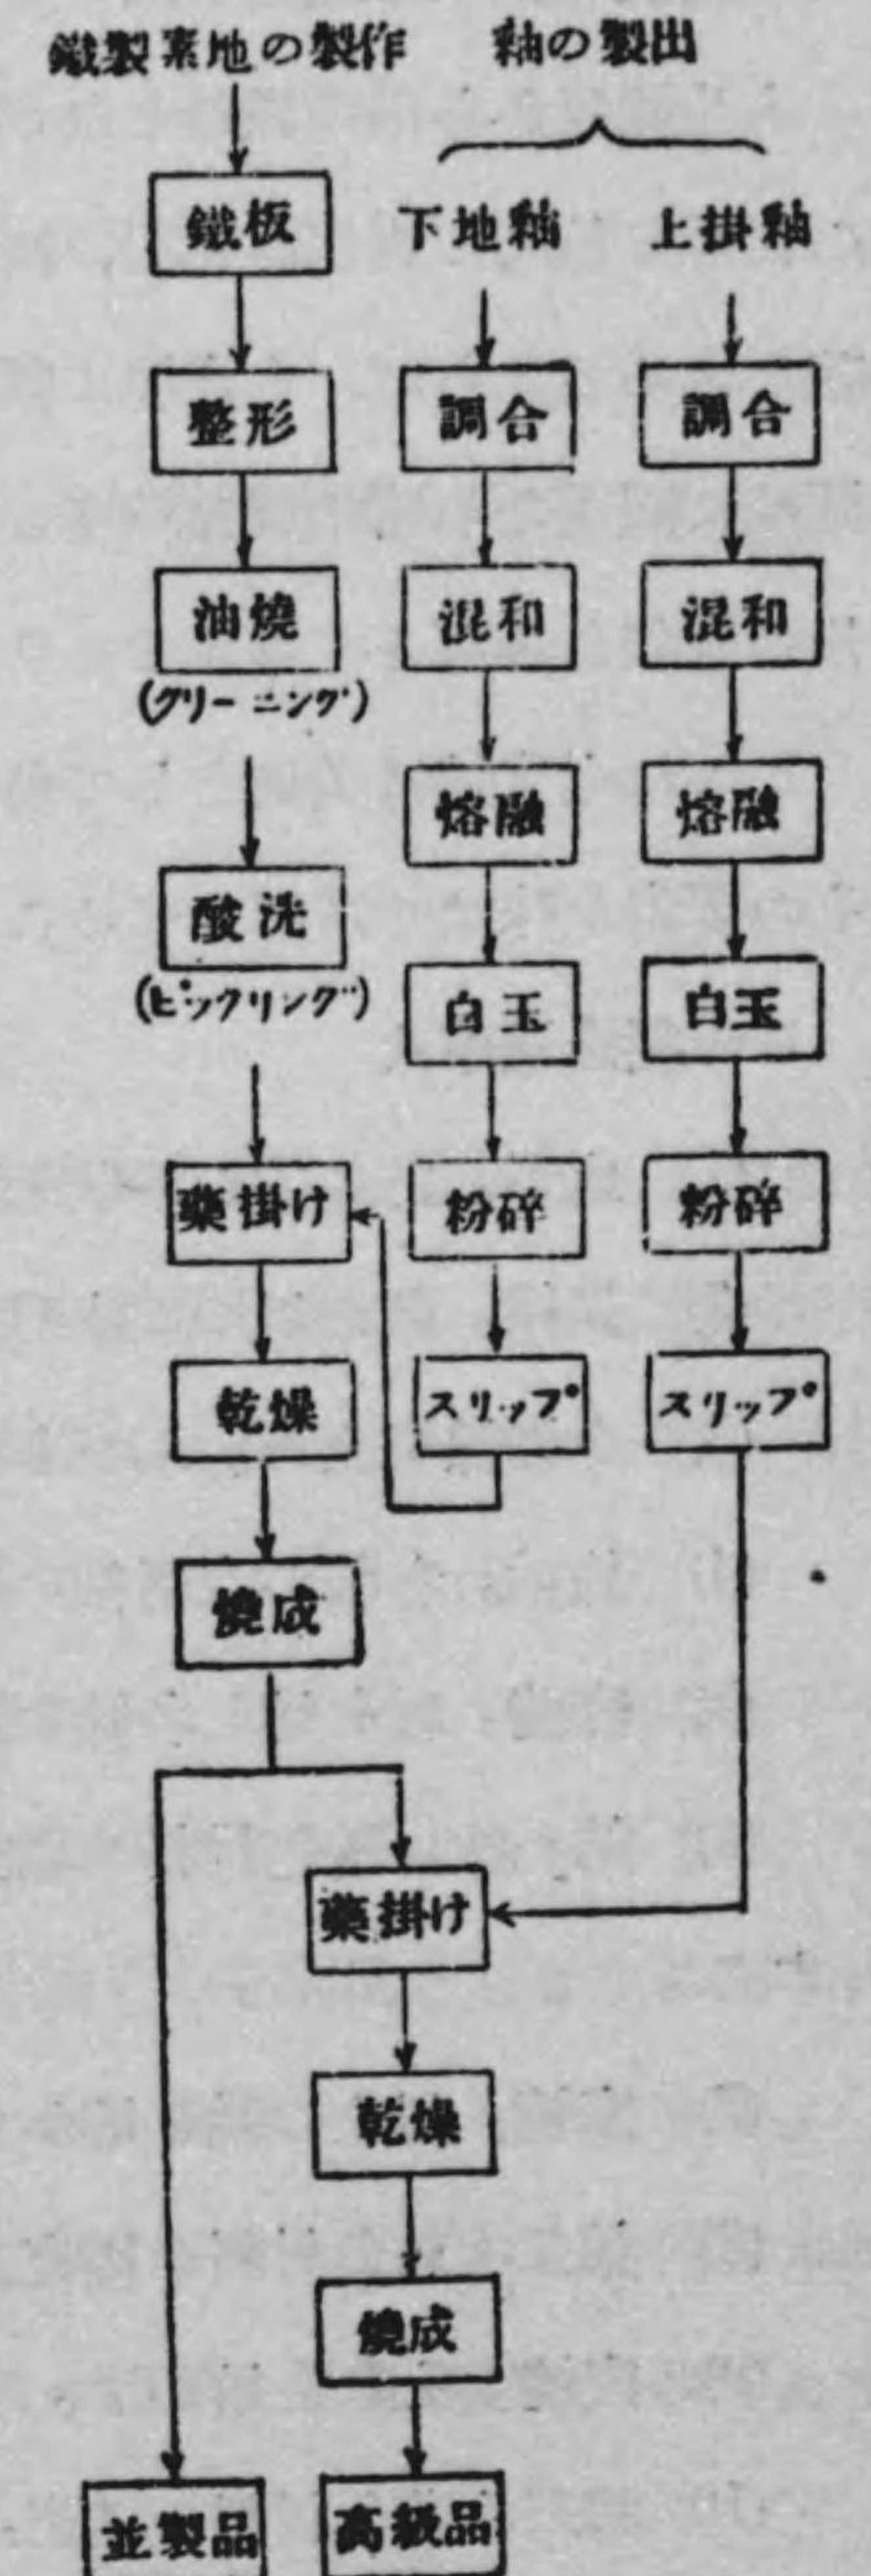 鐵製素地の製作
鐵板
整形
油燒
(クリーニング)
酸洗
(ピックリング)
藥掛け
乾燥
燒成
釉の製出
下地釉
調合
混和
熔融
白玉
粉碎
スリップ
上掛釉
調合
混和
熔融
白玉
粉碎
スリップ
藥掛け
乾燥
燒成
並製品
高級品